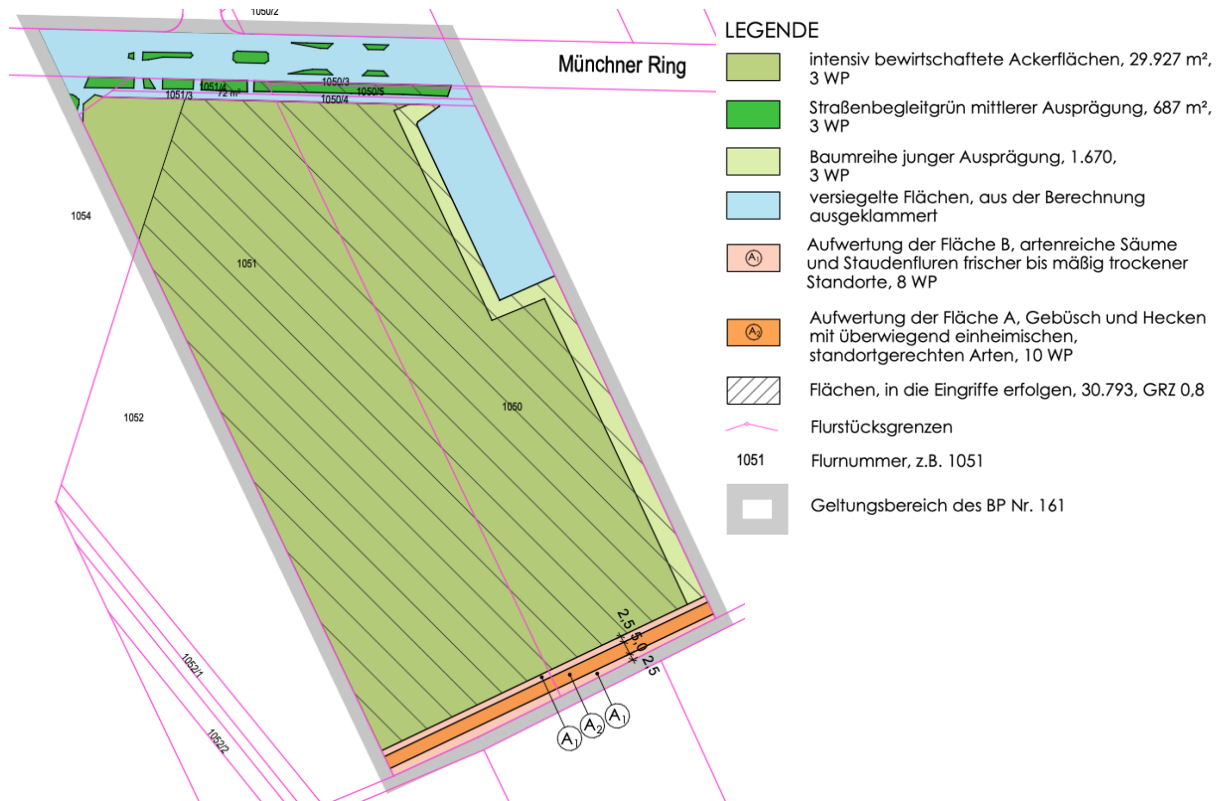 1050/2
Münchner Ring
1050/3
1051/4
1050/5
72 m²
1051/3
1050/4
1054
1051
1052
1050
1052/1
1052/2
2,5
5,0
2,5
A₁
A₂
A₁
LEGENDE
intensiv bewirtschaftete Ackerflächen, 29.927 m²,
3 WP
Straßenbegleitgrün mittlerer Ausprägung, 687 m²,
3 WP
Baumreihe junger Ausprägung, 1.670,
3 WP
versiegelte Flächen, aus der Berechnung
ausgeklammert
A₁
Aufwertung der Fläche B, artenreiche Säume
und Staudenfluren frischer bis mäßig trockener
Standorte, 8 WP
A₂
Aufwertung der Fläche A, Gebüsch und Hecken
mit überwiegend einheimischen,
standortgerechten Arten, 10 WP
Flächen, in die Eingriffe erfolgen, 30.793, GRZ 0,8
Flurstücksgrenzen
1051
Flurnummer, z.B. 1051
Geltungsbereich des BP Nr. 161